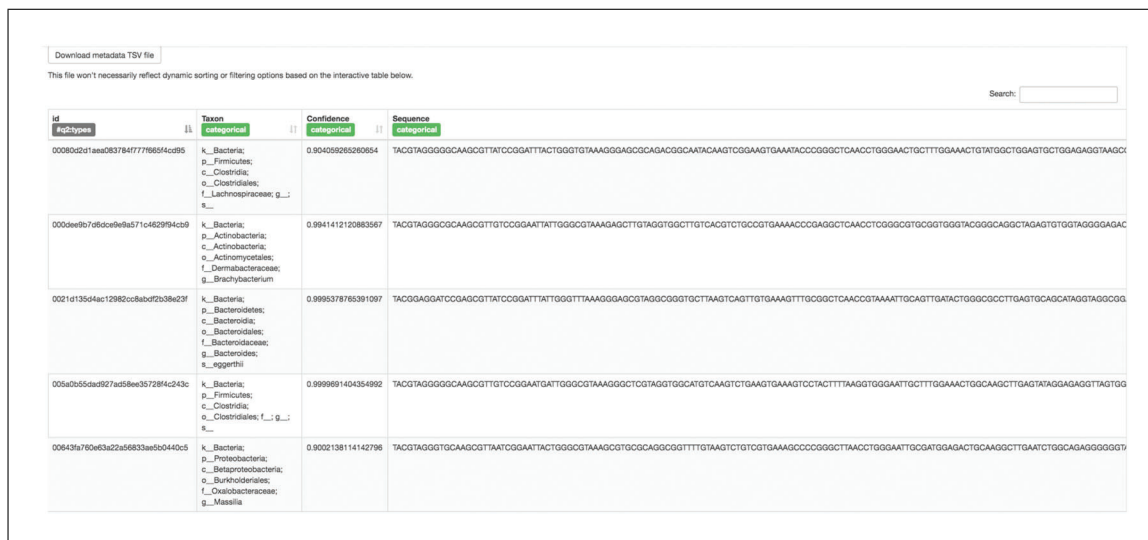 Download metadata TSV file
This file won't necessarily reflect dynamic sorting or filtering options based on the interactive table below.
Search:
id Taxon Confidence Sequence
#q2:types categorical categorical categorical
00080d2d1aea083784f777f665f4cd95 k__Bacteria; 0.904059265260654 TACGTAGGGGGCAAGCGTTATCCGGATTTACTGGGTGTAAAGGGAGCGCAGACGGCAATACAAGTCGGAAGTGAAATACCCGGGCTCAACCTGGGAACTGCTTTGGAAACTGTATGGCTGGAGTGCTGGAGAGGTAAGC
p__Firmicutes;
c__Clostridia;
o__Clostridiales;
f__Lachnospiraceae; g__;
s__
000dee9b7d6dce9e9a571c4629f94cb9 k__Bacteria; 0.9941412120883567 TACGTAGGGCGCAAGCGTTGTCCGGAATTATTGGGCGTAAAGAGCTTGTAGGTGGCTTGTCACGTCTGCCGTGAAAACCCGAGGCTCAACCTCGGGCGTGCGGTGGGTACGGGCAGGCTAGAGTGTGGTAGGGGAGAC
p__Actinobacteria;
c__Actinobacteria;
o__Actinomycetales;
f__Dermabacteraceae;
g__Brachybacterium
0021d135d4ac12982cc8abdf2b38e23f k__Bacteria; 0.9995378765391097 TACGGAGGATCCGAGCGTTATCCGGATTTATTGGGTTTAAAGGGAGCGTAGGCGGGTGCTTAAGTCAGTTGTGAAAGTTTGCGGCTCAACCGTAAAATTGCAGTTGATACTGGGCGCCTTGAGTGCAGCATAGGTAGGCGG
p__Bacteroidetes;
c__Bacteroidia;
o__Bacteroidales;
f__Bacteroidaceae;
g__Bacteroides;
s__eggerthii
005a0b55dad927ad58ee35728f4c243c k__Bacteria; 0.9999691404354992 TACGTAGGGGGCAAGCGTTGTCCGGAATGATTGGGCGTAAAGGGCTCGTAGGTGGCATGTCAAGTCTGAAGTGAAAGTCCTACTTTTAAGGTGGGAATTGCTTTGGAAACTGGCAAGCTTGAGTATAGGAGAGGTTAGTGG
p__Firmicutes;
c__Clostridia;
o__Clostridiales; f__; g__;
s__
00643fa760e63a22a56833ae5b0440c5 k__Bacteria; 0.9002138114142796 TACGTAGGGTGCAAGCGTTAATCGGAATTACTGGGCGTAAAGCGTGCGCAGGCGGTTTTGTAAGTCTGTCGTGAAAGCCCCGGGCTTAACCTGGGAATTGCGATGGAGACTGCAAGGCTTGAATCTGGCAGAGGGGGGT
p__Proteobacteria;
c__Betaproteobacteria;
o__Burkholderiales;
f__Oxalobacteraceae;
g__Massilia